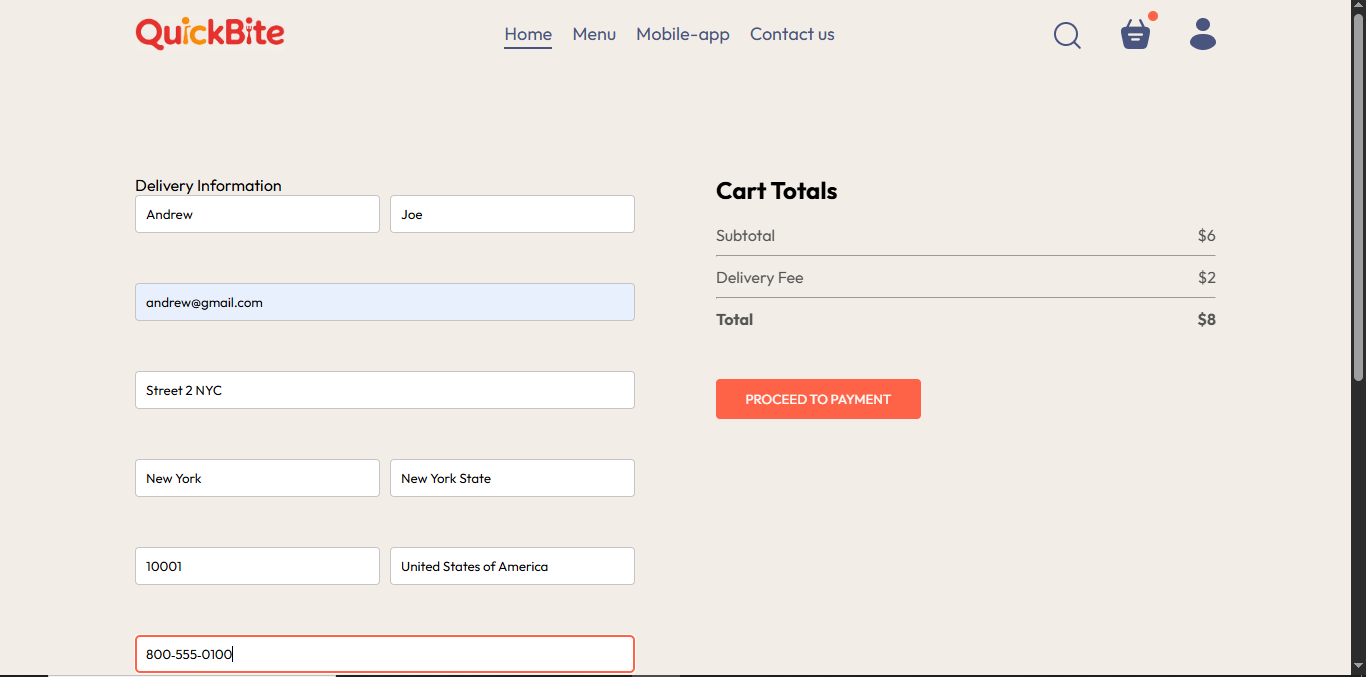 QuickBite
Home Menu Mobile-app Contact us
Delivery Information
Andrew Joe
andrew@gmail.com
Street 2 NYC
New York New York State
10001 United States of America
800-555-0100
Cart Totals
Subtotal $6
Delivery Fee $2
Total $8
PROCEED TO PAYMENT